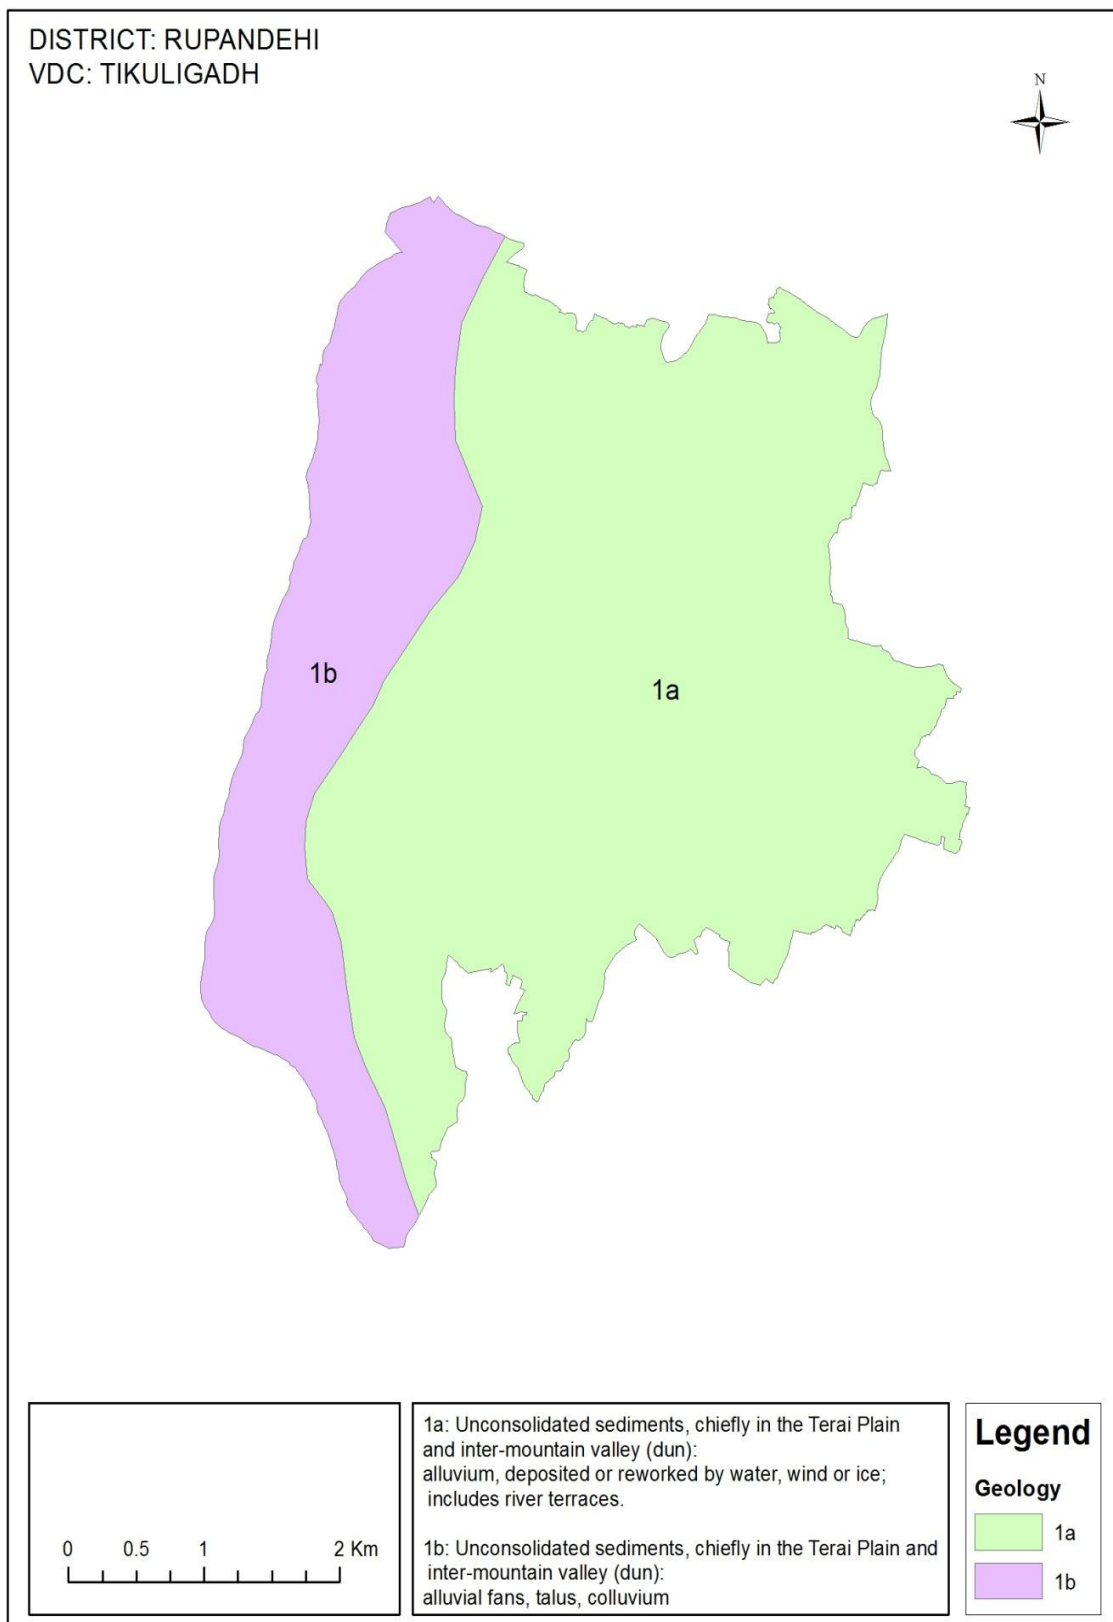 DISTRICT: RUPANDEHI
VDC: TIKULIGADH
N
1b
1a
0 0.5 1 2 Km
1a: Unconsolidated sediments, chiefly in the Terai Plain
and inter-mountain valley (dun):
alluvium, deposited or reworked by water, wind or ice;
includes river terraces.
1b: Unconsolidated sediments, chiefly in the Terai Plain and
inter-mountain valley (dun):
alluvial fans, talus, colluvium
Legend
Geology
1a
1b